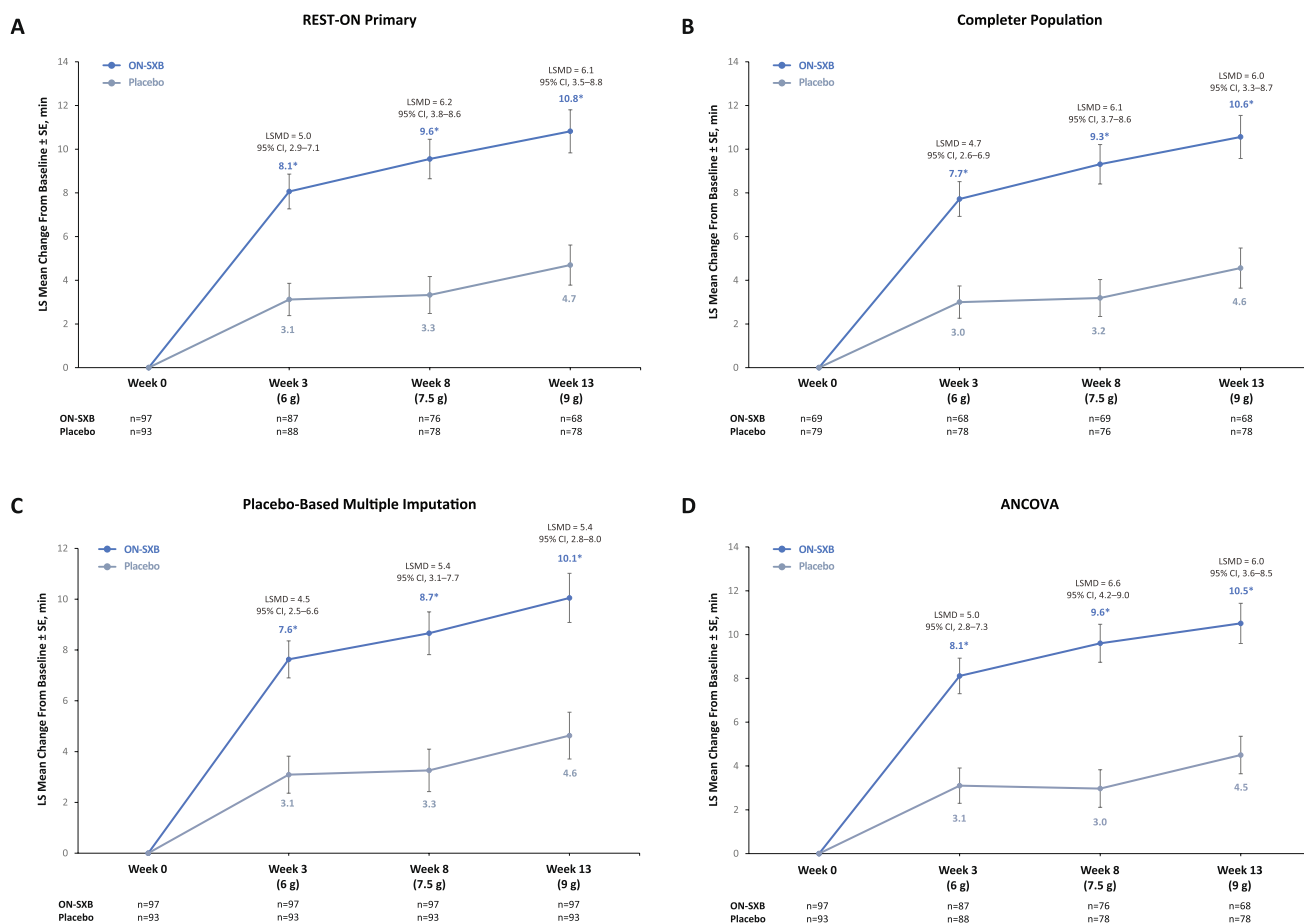 A
REST-ON Primary
LS Mean Change From Baseline ± SE, min
14
12
10
8
6
4
2
0
ON-SXB
Placebo
LSMD = 5.0
95% CI, 2.9–7.1
8.1*
LSMD = 6.2
95% CI, 3.8–8.6
9.6*
LSMD = 6.1
95% CI, 3.5–8.8
10.8*
3.1
3.3
4.7
Week 0
Week 3
(6 g)
Week 8
(7.5 g)
Week 13
(9 g)
ON-SXB n=97 n=87 n=76 n=68
Placebo n=93 n=88 n=78 n=78
B
Completer Population
LS Mean Change From Baseline ± SE, min
14
12
10
8
6
4
2
0
ON-SXB
Placebo
LSMD = 4.7
95% CI, 2.6–6.9
7.7*
LSMD = 6.1
95% CI, 3.7–8.6
9.3*
LSMD = 6.0
95% CI, 3.3–8.7
10.6*
3.0
3.2
4.6
Week 0
Week 3
(6 g)
Week 8
(7.5 g)
Week 13
(9 g)
ON-SXB n=69 n=68 n=69 n=68
Placebo n=79 n=78 n=76 n=78
C
Placebo-Based Multiple Imputation
LS Mean Change From Baseline ± SE, min
12
10
8
6
4
2
0
ON-SXB
Placebo
LSMD = 4.5
95% CI, 2.5–6.6
7.6*
LSMD = 5.4
95% CI, 3.1–7.7
8.7*
LSMD = 5.4
95% CI, 2.8–8.0
10.1*
3.1
3.3
4.6
Week 0
Week 3
(6 g)
Week 8
(7.5 g)
Week 13
(9 g)
ON-SXB n=97 n=97 n=97 n=97
Placebo n=93 n=93 n=93 n=93
D
ANCOVA
LS Mean Change From Baseline ± SE, min
14
12
10
8
6
4
2
0
ON-SXB
Placebo
LSMD = 5.0
95% CI, 2.8–7.3
8.1*
LSMD = 6.6
95% CI, 4.2–9.0
9.6*
LSMD = 6.0
95% CI, 3.6–8.5
10.5*
3.1
3.0
4.5
Week 0
Week 3
(6 g)
Week 8
(7.5 g)
Week 13
(9 g)
ON-SXB n=97 n=87 n=76 n=68
Placebo n=93 n=88 n=78 n=78